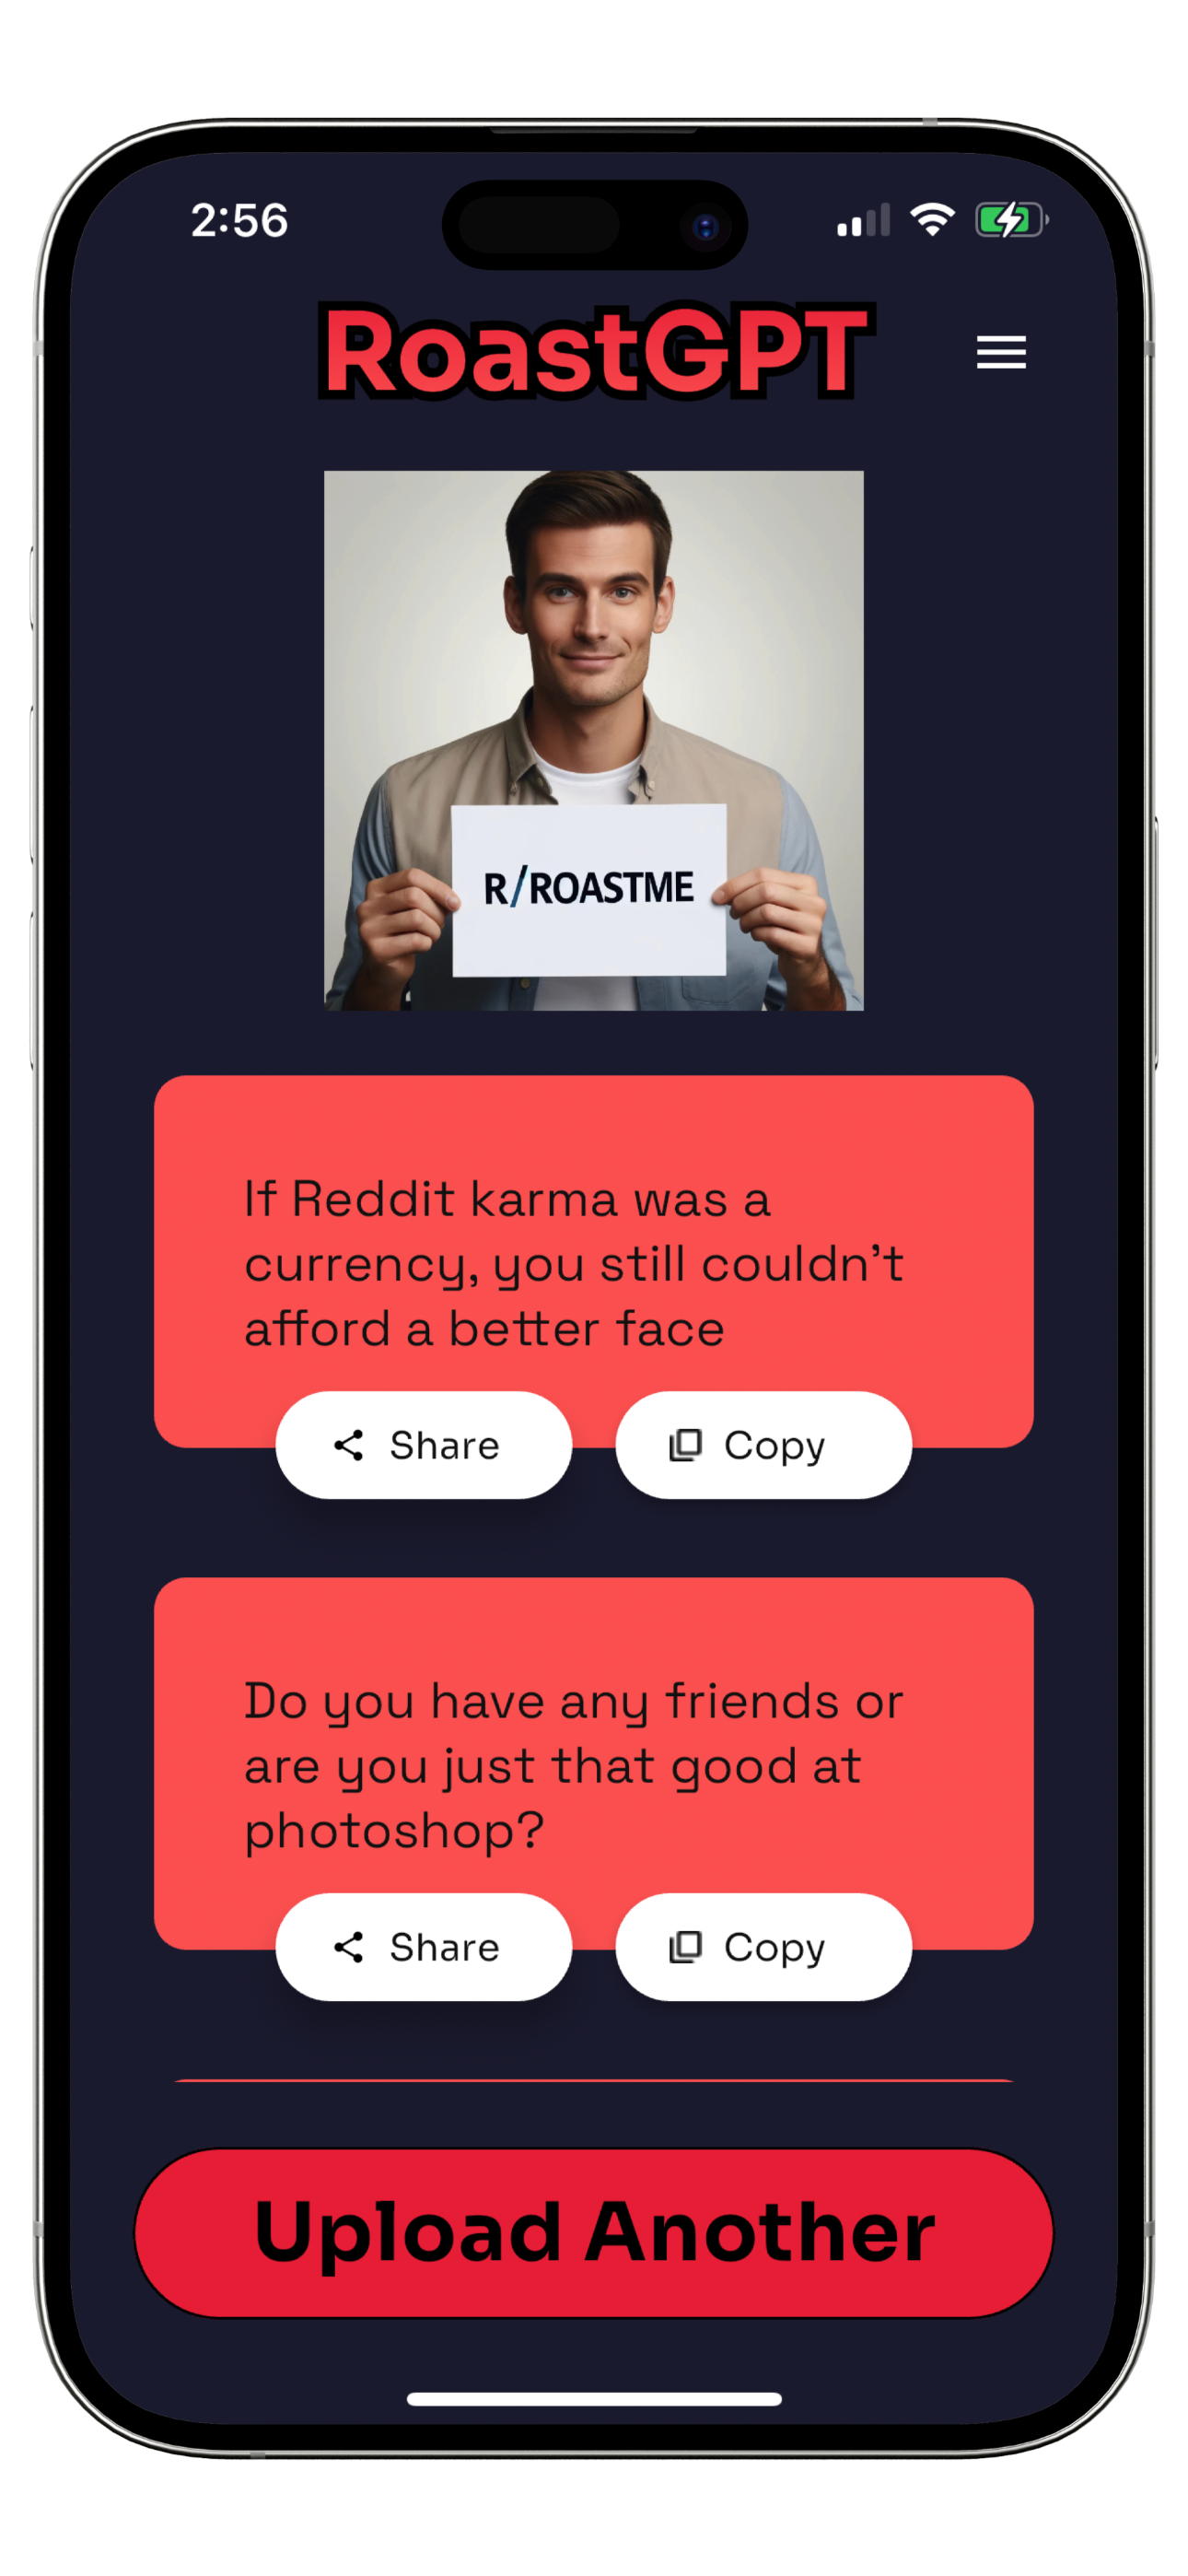 2:56
RoastGPT
R/ROASTME
If Reddit karma was a
currency, you still couldn't
afford a better face
Share Copy
Do you have any friends or
are you just that good at
photoshop?
Share Copy
Upload Another